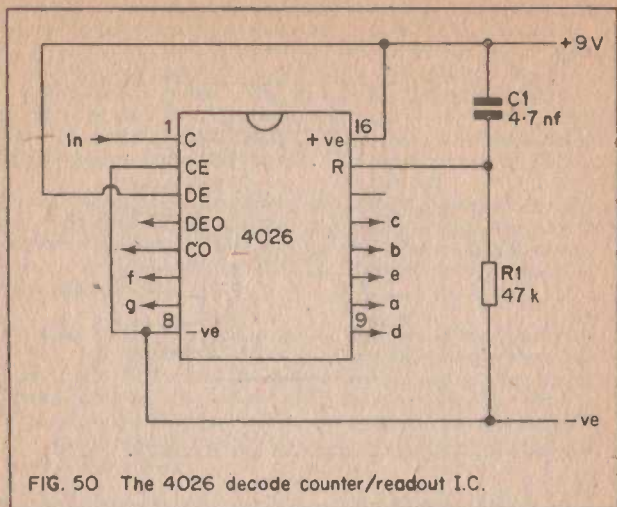 +9V
C1
4·7 nf
In
1
16
C
+ve
CE
R
DE
DEO
c
CO
4026
b
f
e
g
a
R1
47 k
8
9
-ve
d
-ve
FIG. 50 The 4026 decode counter/readout I.C.